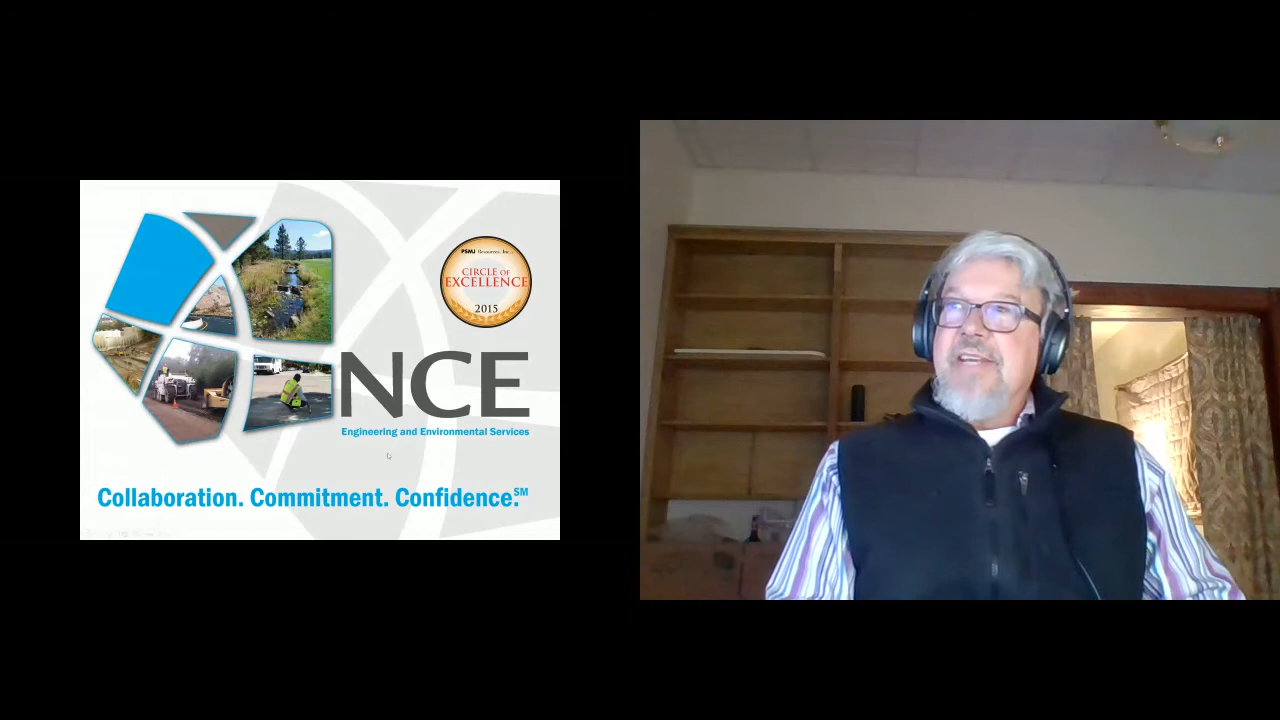 PSMJ Resources, Inc.
CIRCLE OF
EXCELLENCE
2015
NCE
Engineering and Environmental Services
Collaboration. Commitment. Confidence.SM